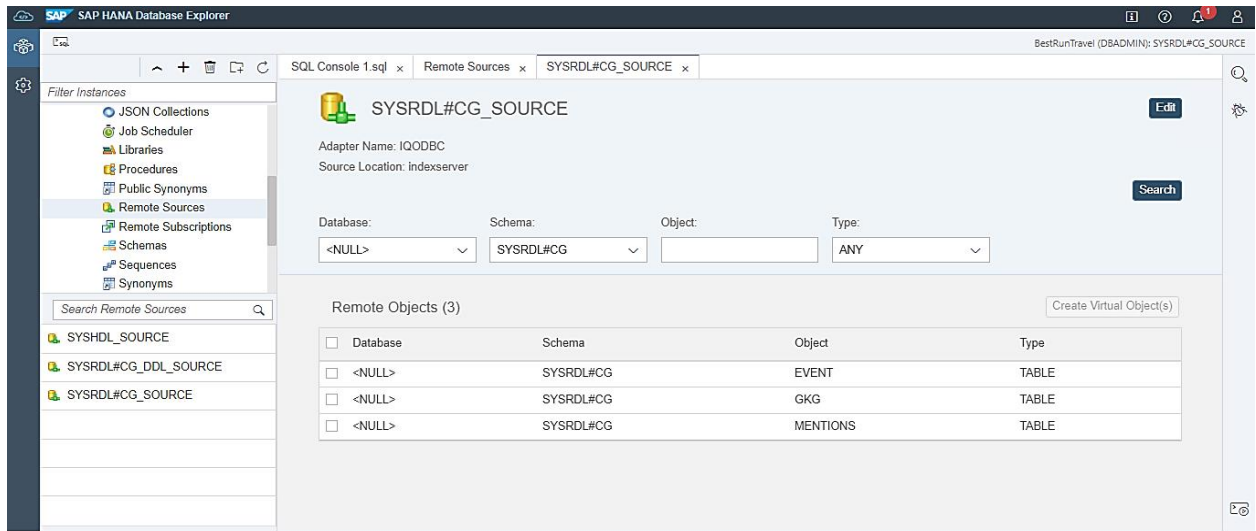 SAP SAP HANA Database Explorer 1
sql BestRunTravel (DBADMIN): SYSRDL#CG_SOURCE
SQL Console 1.sql x Remote Sources x SYSRDL#CG_SOURCE x
Filter Instances
JSON Collections
Job Scheduler
Libraries
Procedures
Public Synonyms
Remote Sources
Remote Subscriptions
Schemas
Sequences
Synonyms
Search Remote Sources
SYSHDL_SOURCE
SYSRDL#CG_DDL_SOURCE
SYSRDL#CG_SOURCE
SYSRDL#CG_SOURCE Edit
Adapter Name: IQODBC
Source Location: indexserver
Search
Database: Schema: Object: Type:
<NULL> SYSRDL#CG ANY
Remote Objects (3) Create Virtual Object(s)
Database Schema Object Type
<NULL> SYSRDL#CG EVENT TABLE
<NULL> SYSRDL#CG GKG TABLE
<NULL> SYSRDL#CG MENTIONS TABLE